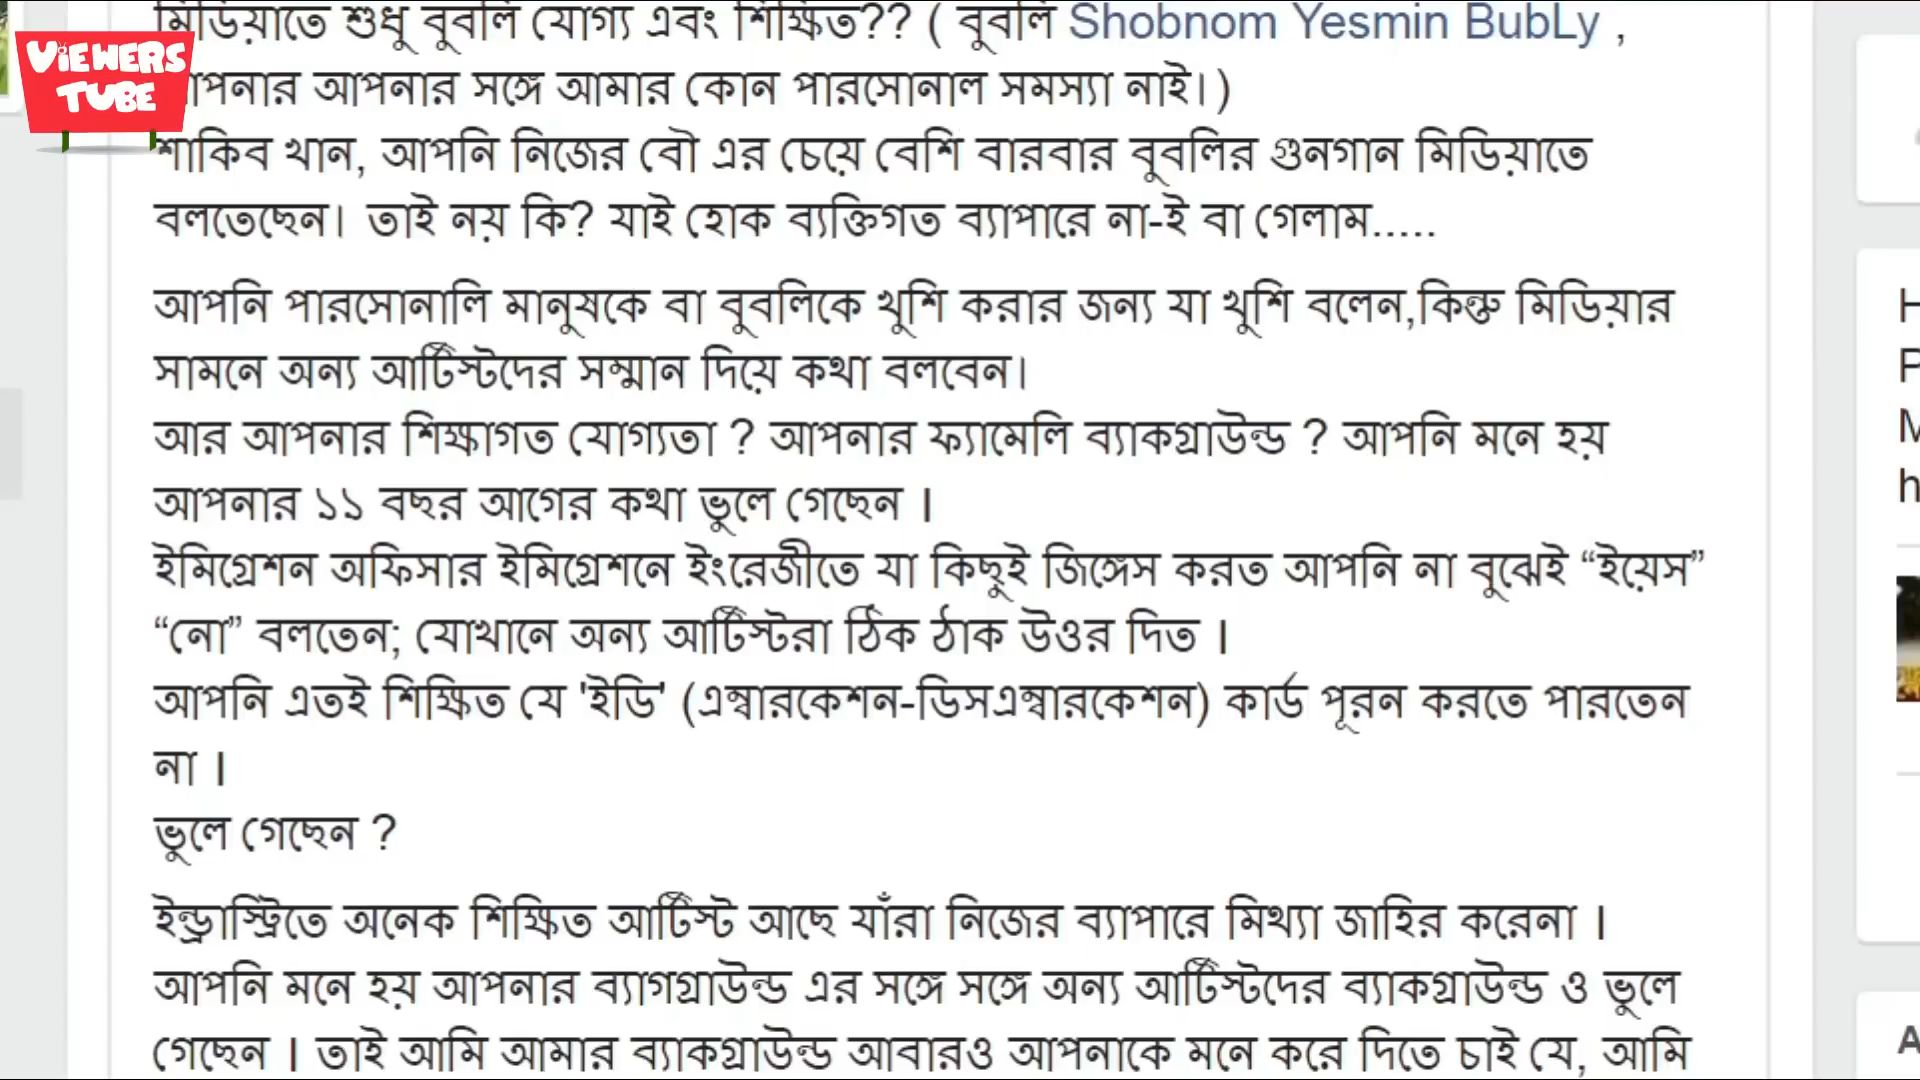 মিডিয়াতে শুধু বুবলি যোগ্য এবং শিক্ষিত?? ( বুবলি Shobnom Yesmin BubLy ,
VIEWERS
TUBE
আপনার আপনার সঙ্গে আমার কোন পারসোনাল সমস্যা নাই।)
শাকিব খান, আপনি নিজের বৌ এর চেয়ে বেশি বারবার বুবলির গুনগান মিডিয়াতে
বলতেছেন। তাই নয় কি? যাই হোক ব্যক্তিগত ব্যাপারে না-ই বা গেলাম.....
আপনি পারসোনালি মানুষকে বা বুবলিকে খুশি করার জন্য যা খুশি বলেন,কিন্তু মিডিয়ার
সামনে অন্য আর্টিস্টদের সম্মান দিয়ে কথা বলবেন।
আর আপনার শিক্ষাগত যোগ্যতা ? আপনার ফ্যামেলি ব্যাকগ্রাউন্ড ? আপনি মনে হয়
আপনার ১১ বছর আগের কথা ভুলে গেছেন ।
ইমিগ্রেশন অফিসার ইমিগ্রেশনে ইংরেজীতে যা কিছুই জিঙ্গেস করত আপনি না বুঝেই “ইয়েস”
“নো” বলতেন; যোখানে অন্য আর্টিস্টরা ঠিক ঠাক উওর দিত ।
আপনি এতই শিক্ষিত যে 'ইডি' (এম্বারকেশন-ডিসএম্বারকেশন) কার্ড পূরন করতে পারতেন
না ।
ভুলে গেছেন ?
ইন্ড্রাস্ট্রিতে অনেক শিক্ষিত আর্টিস্ট আছে যাঁরা নিজের ব্যাপারে মিথ্যা জাহির করেনা ।
আপনি মনে হয় আপনার ব্যাগগ্রাউন্ড এর সঙ্গে সঙ্গে অন্য আর্টিস্টদের ব্যাকগ্রাউন্ড ও ভুলে
গেছেন । তাই আমি আমার ব্যাকগ্রাউন্ড আবারও আপনাকে মনে করে দিতে চাই যে, আমি